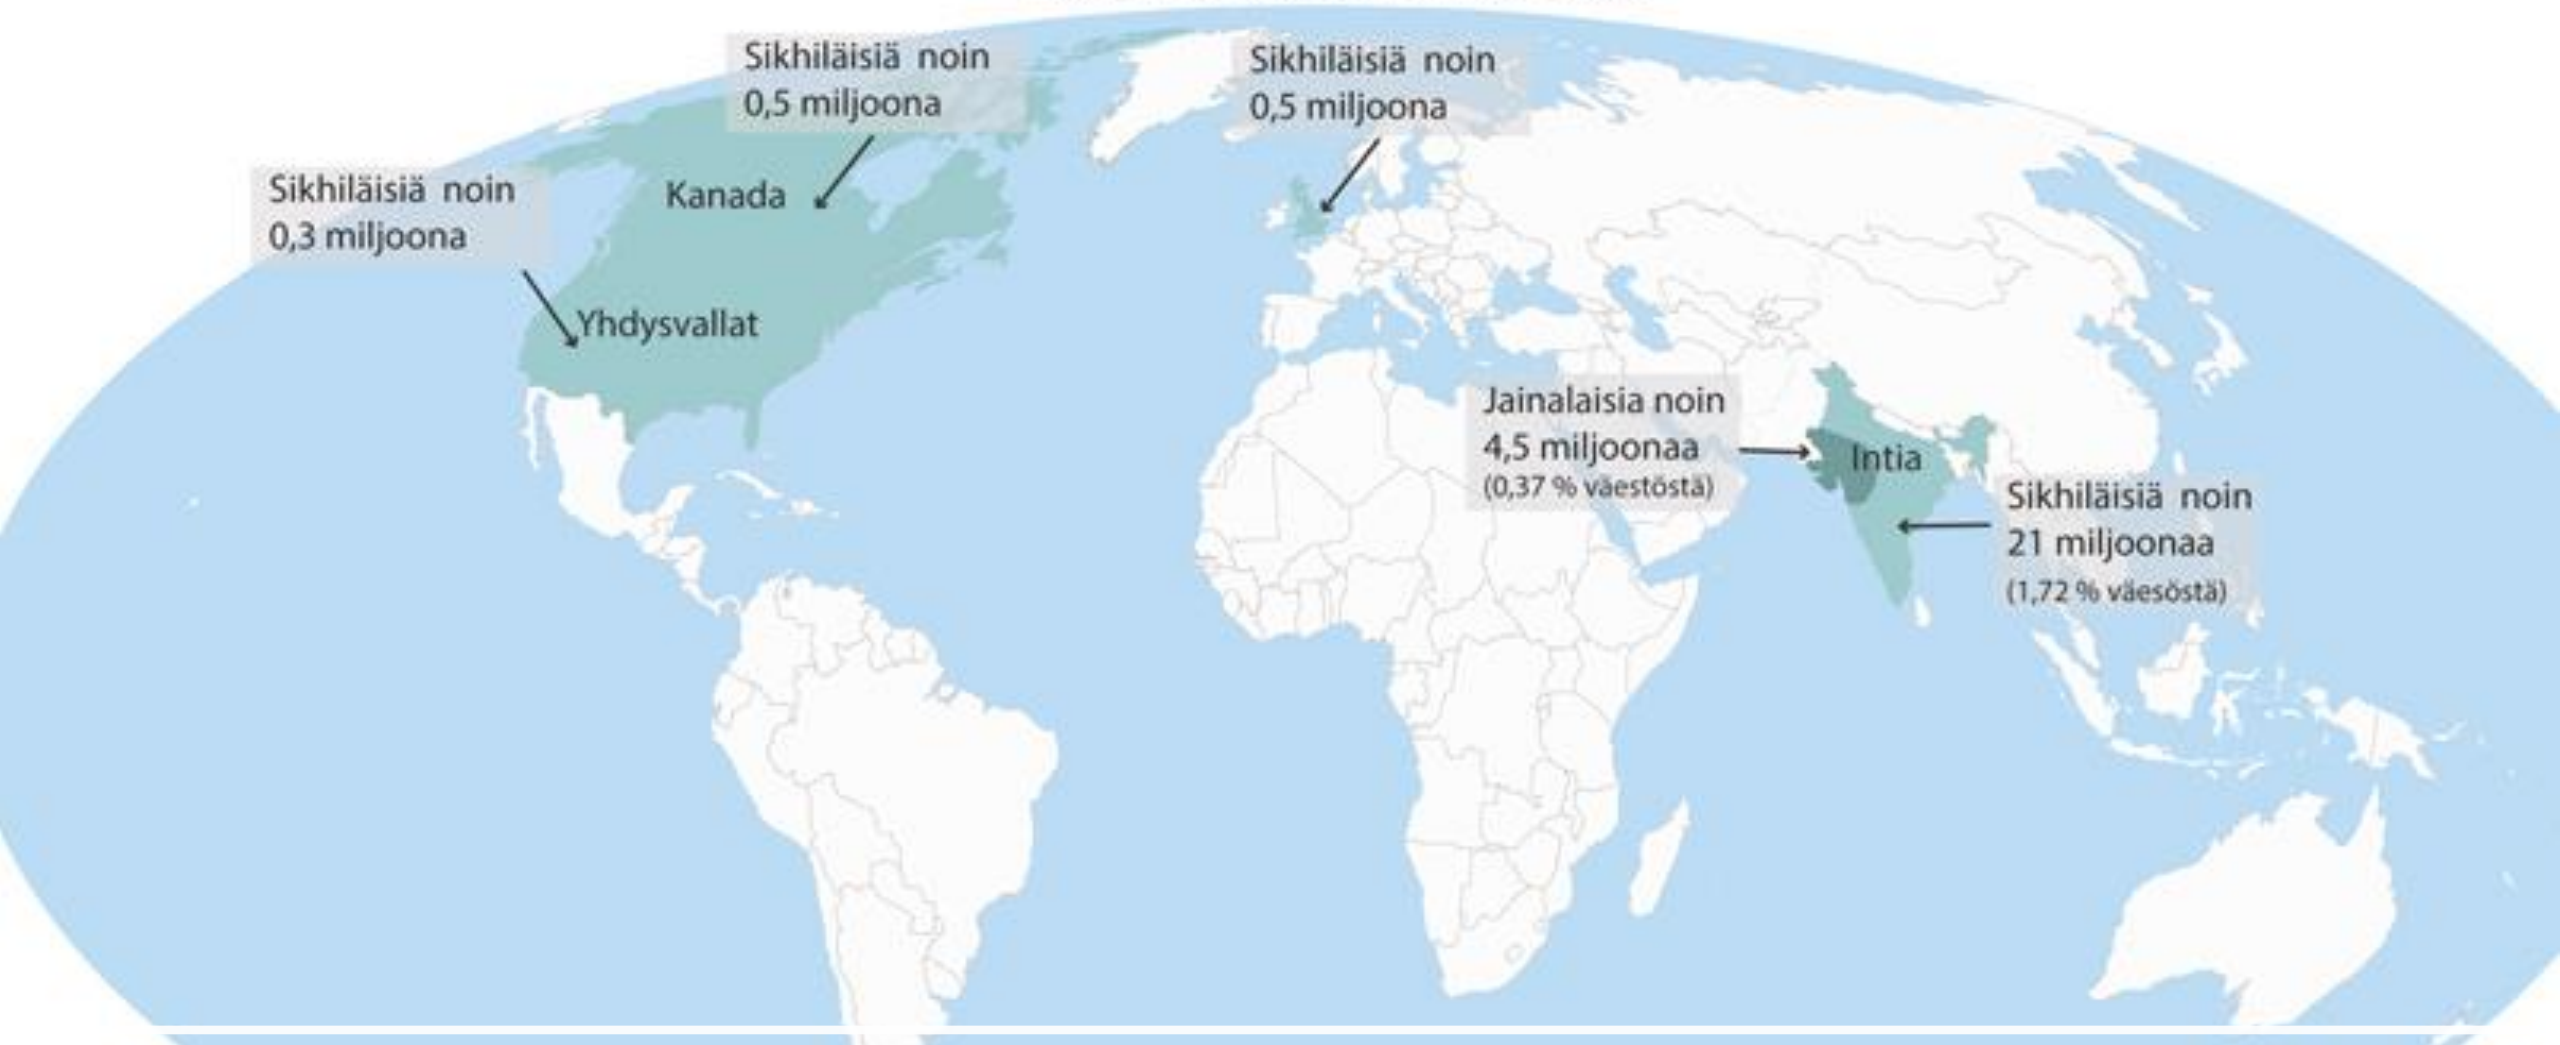 Sikhiläisiä noin
0,5 miljoona
Sikhiläisiä noin
0,5 miljoona
Sikhiläisiä noin
0,3 miljoona
Kanada
Yhdysvallat
Jainalaisia noin
4,5 miljoonaa
(0,37 % väestöstä)
Intia
Sikhiläisiä noin
21 miljoonaa
(1,72 % väesöstä)